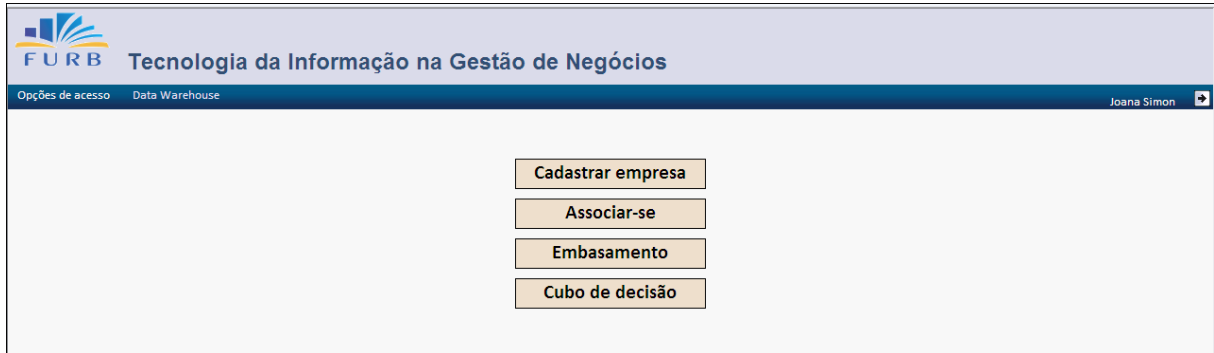 FURB
Tecnologia da Informação na Gestão de Negócios
Opções de acesso Data Warehouse
Joana Simon
Cadastrar empresa
Associar-se
Embasamento
Cubo de decisão